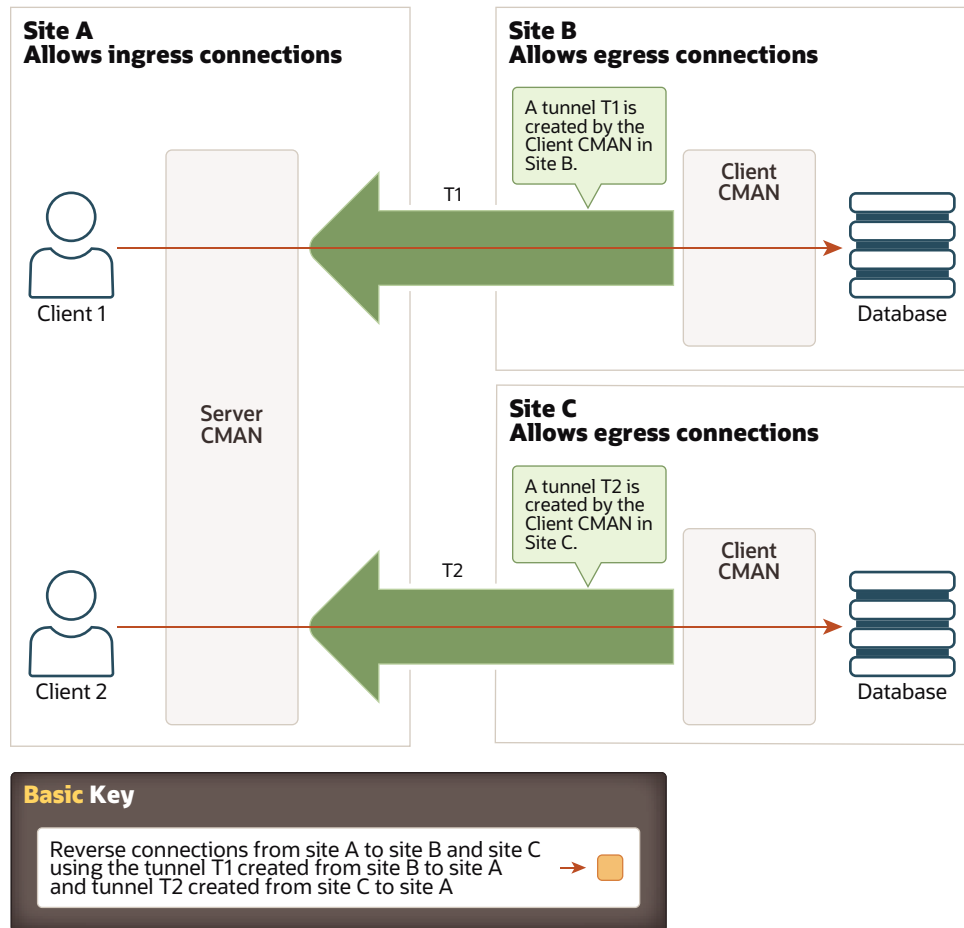 Site A
Allows ingress connections
Site B
Allows egress connections
A tunnel T1 is
created by the
Client CMAN in
Site B.
T1
Client
CMAN
Client 1
Database
Server
CMAN
Site C
Allows egress connections
A tunnel T2 is
created by the
Client CMAN in
Site C.
T2
Client
CMAN
Client 2
Database
Basic Key
Reverse connections from site A to site B and site C
using the tunnel T1 created from site B to site A
and tunnel T2 created from site C to site A